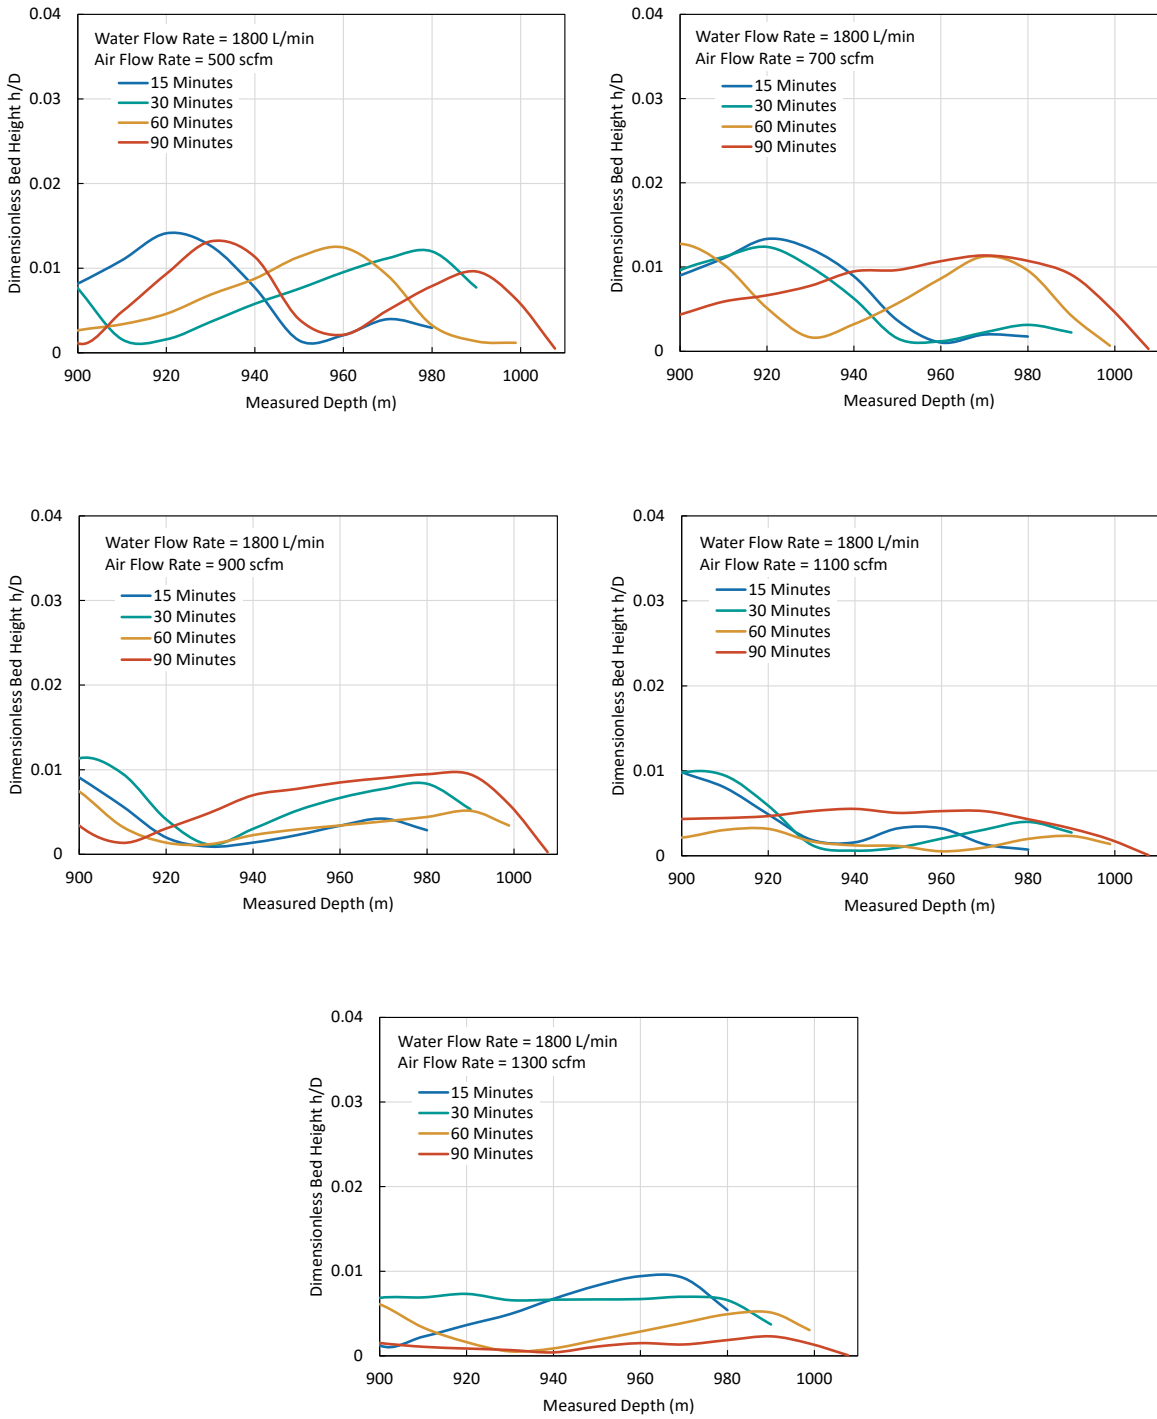 0.04
0.03
0.02
0.01
0
Dimensionless Bed Height h/D
Water Flow Rate = 1800 L/min
Air Flow Rate = 500 scfm
15 Minutes
30 Minutes
60 Minutes
90 Minutes
900 920 940 960 980 1000
Measured Depth (m)
0.04
0.03
0.02
0.01
0
Dimensionless Bed Height h/D
Water Flow Rate = 1800 L/min
Air Flow Rate = 700 scfm
15 Minutes
30 Minutes
60 Minutes
90 Minutes
900 920 940 960 980 1000
Measured Depth (m)
0.04
0.03
0.02
0.01
0
Dimensionless Bed Height h/D
Water Flow Rate = 1800 L/min
Air Flow Rate = 900 scfm
15 Minutes
30 Minutes
60 Minutes
90 Minutes
900 920 940 960 980 1000
Measured Depth (m)
0.04
0.03
0.02
0.01
0
Dimensionless Bed Height h/D
Water Flow Rate = 1800 L/min
Air Flow Rate = 1100 scfm
15 Minutes
30 Minutes
60 Minutes
90 Minutes
900 920 940 960 980 1000
Measured Depth (m)
0.04
0.03
0.02
0.01
0
Dimensionless Bed Height h/D
Water Flow Rate = 1800 L/min
Air Flow Rate = 1300 scfm
15 Minutes
30 Minutes
60 Minutes
90 Minutes
900 920 940 960 980 1000
Measured Depth (m)